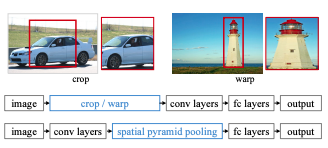 crop
warp
image
crop / warp
conv layers
fc layers
output
image
conv layers
spatial pyramid pooling
fc layers
output